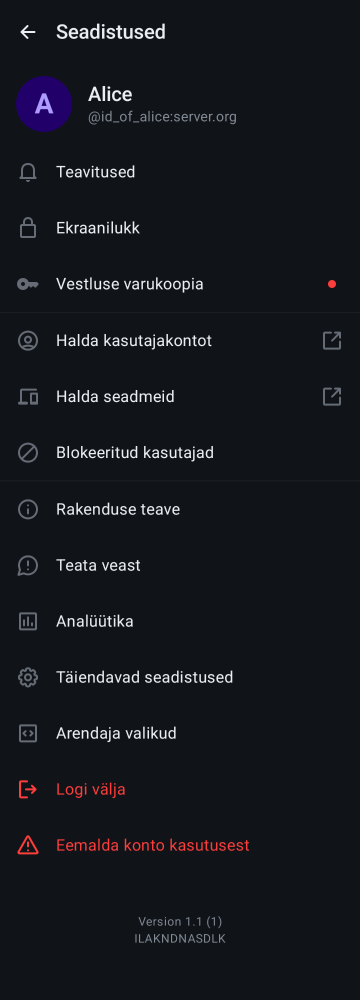 Seadistused
A
Alice
@id_of_alice:server.org
Teavitused
Ekraanilukk
Vestluse varukoopia
Halda kasutajakontot
Halda seadmeid
Blokeeritud kasutajad
Rakenduse teave
Teata veast
Analüütika
Täiendavad seadistused
Arendaja valikud
Logi välja
Eemalda konto kasutusest
Version 1.1 (1)
ILAKNDNASDLK